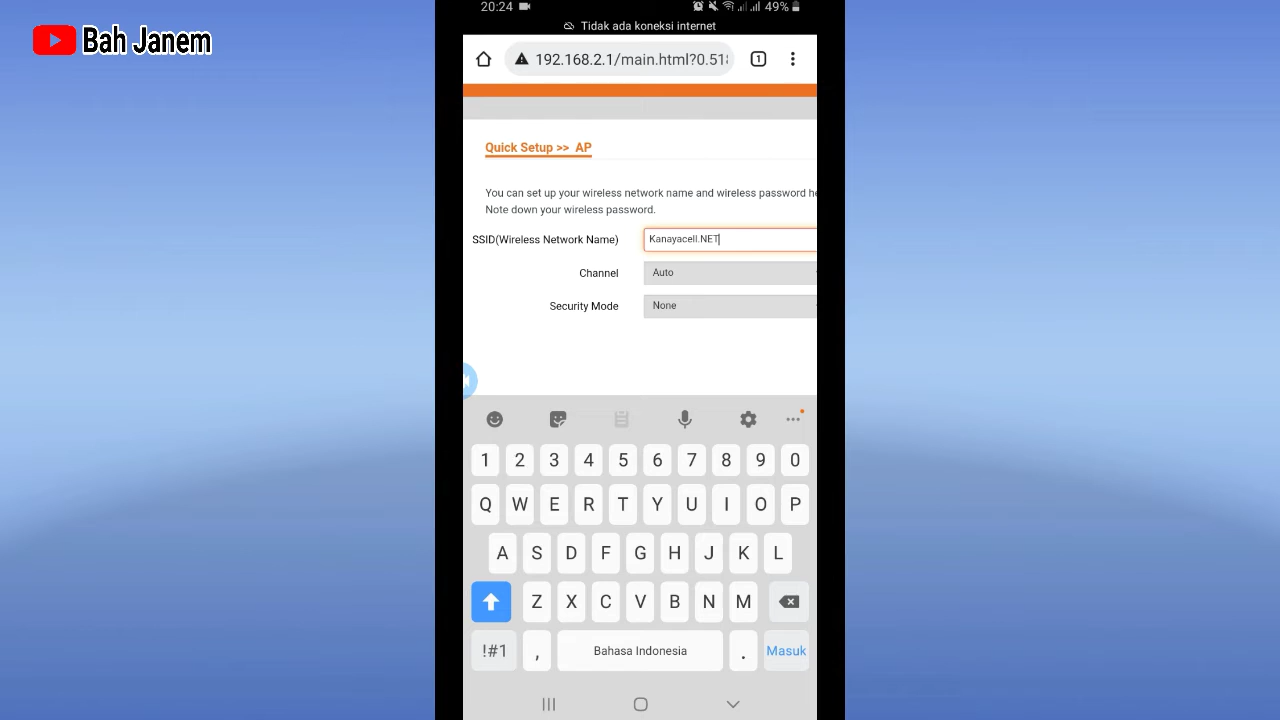 Bah Janem
20:24 49%
Tidak ada koneksi internet
192.168.2.1/main.html?0.51
1
Quick Setup >> AP
You can set up your wireless network name and wireless password he
Note down your wireless password.
SSID(Wireless Network Name) Kanayacell.NET
Channel Auto
Security Mode None
1 2 3 4 5 6 7 8 9 0
Q W E R T Y U I O P
A S D F G H J K L
Z X C V B N M
!#1 , Bahasa Indonesia . Masuk